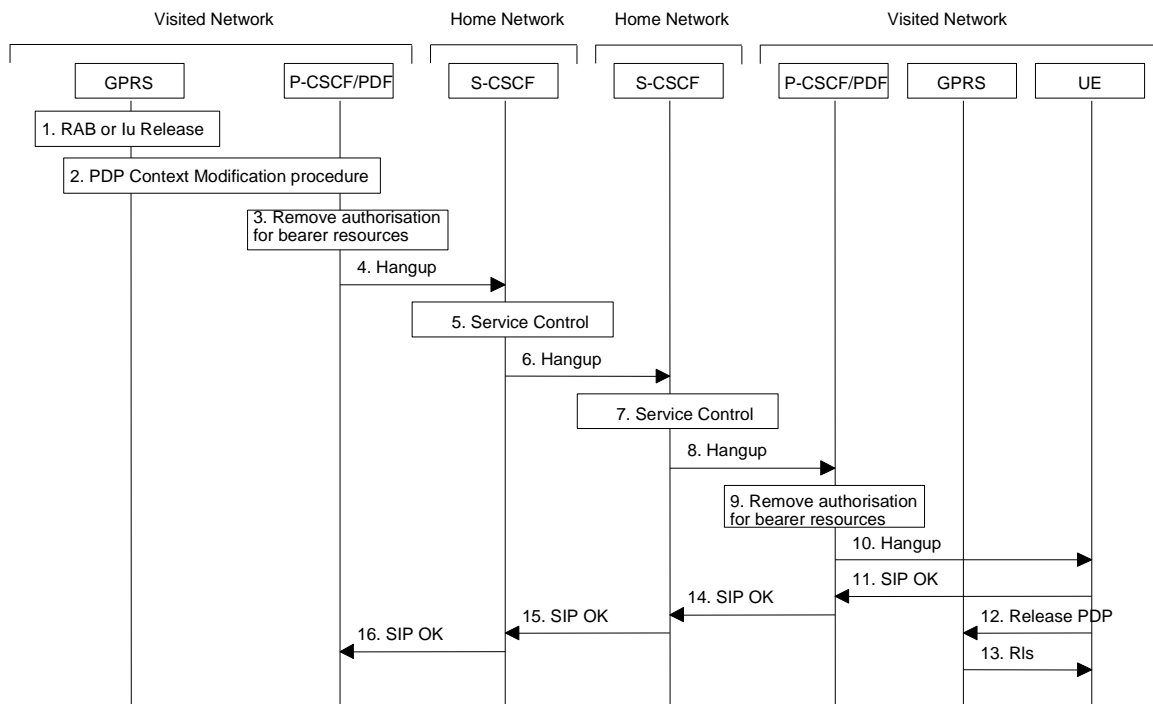 Visited Network
Home Network
Home Network
Visited Network
GPRS
P-CSCF/PDF
S-CSCF
S-CSCF
P-CSCF/PDF
GPRS
UE
1. RAB or Iu Release
2. PDP Context Modification procedure
3. Remove authorisation
for bearer resources
4. Hangup
5. Service Control
6. Hangup
7. Service Control
8. Hangup
9. Remove authorisation
for bearer resources
10. Hangup
11. SIP OK
14. SIP OK
15. SIP OK
12. Release PDP
16. SIP OK
13. Rls